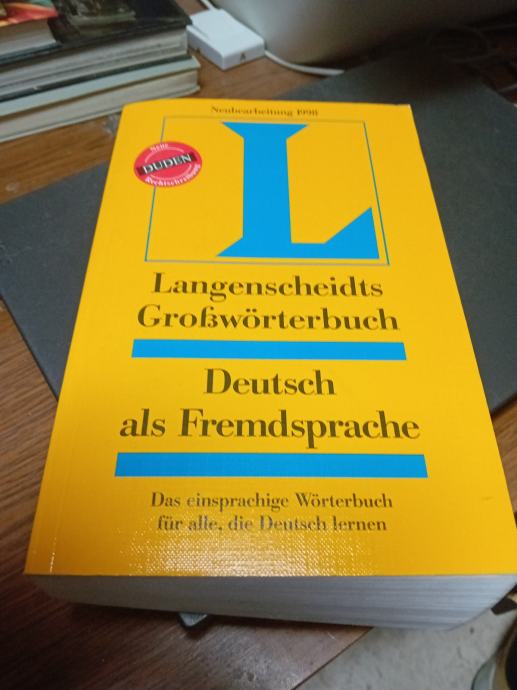 Neubearbeitung 1998
Neue
DUDEN
Rechtschreibung
L
Langenscheidts
Großwörterbuch
Deutsch
als Fremdsprache
Das einsprachige Wörterbuch
für alle, die Deutsch lernen